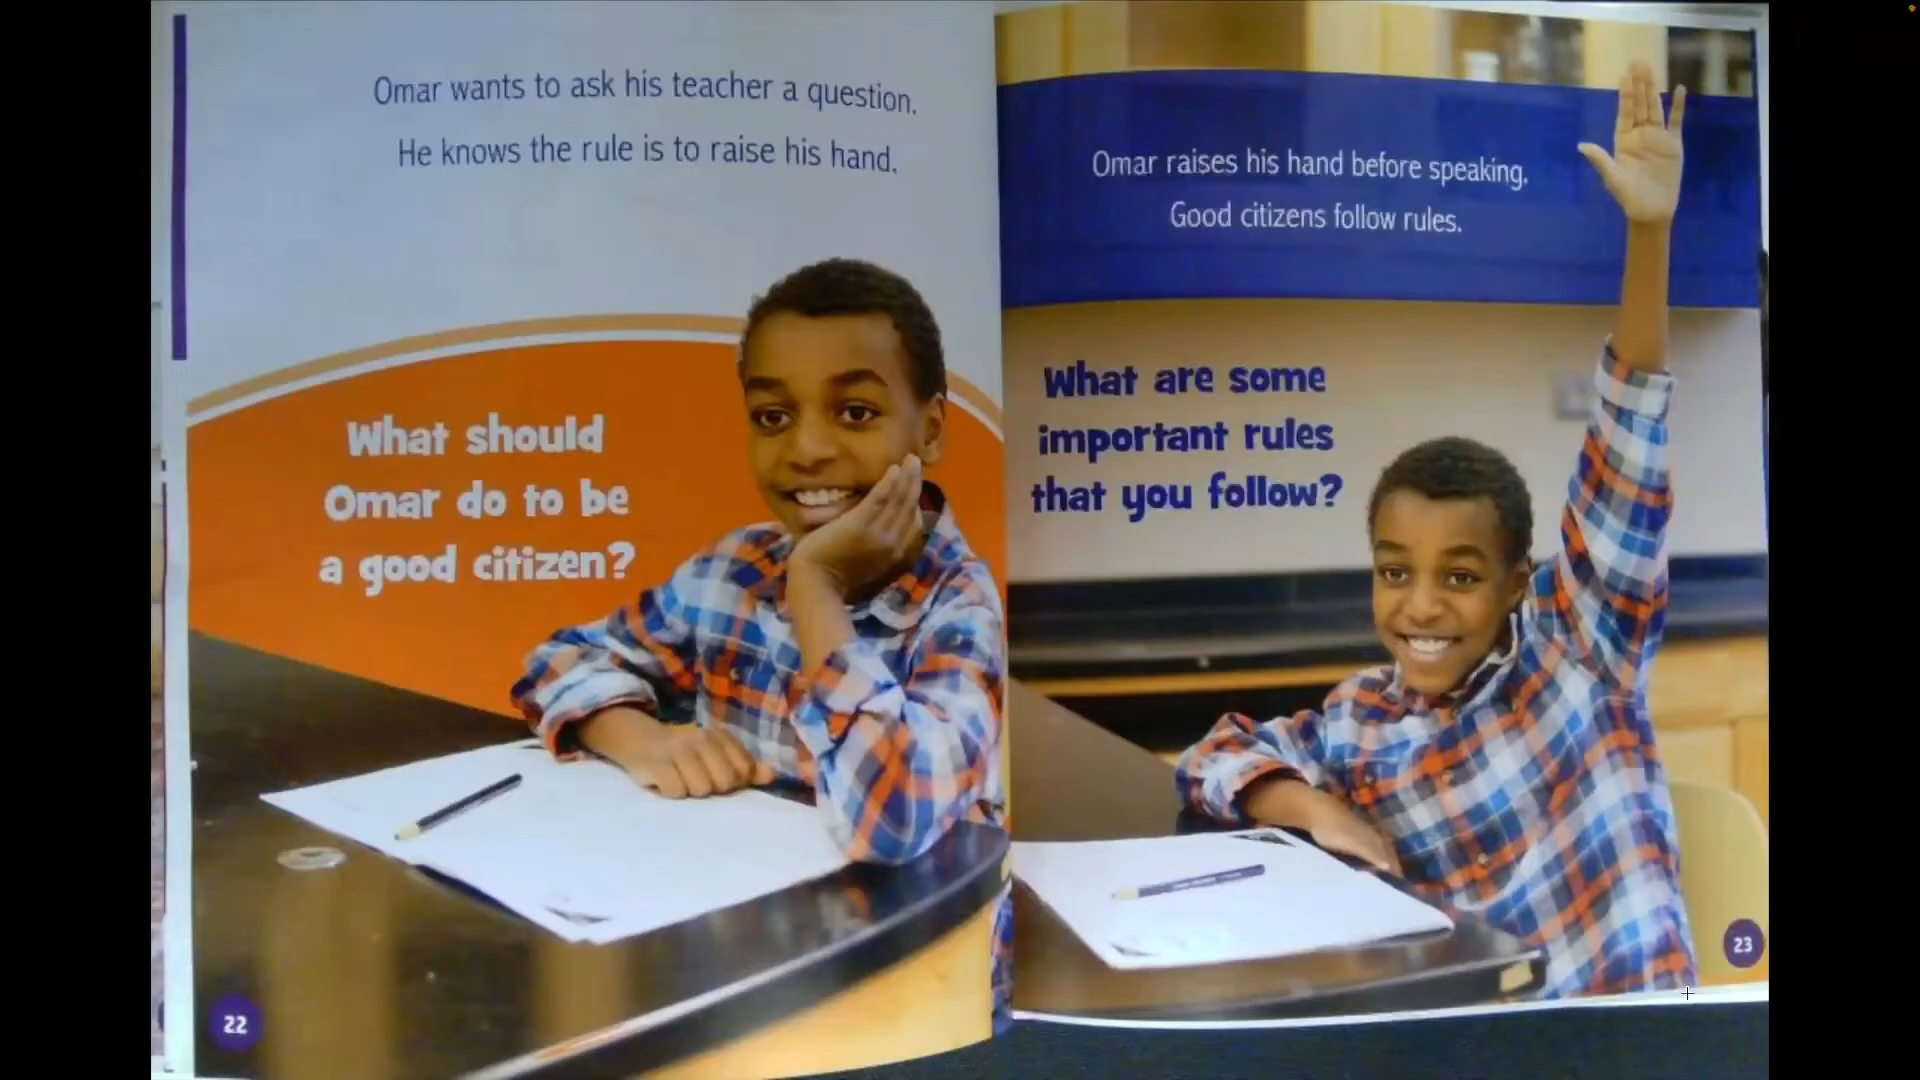 Omar wants to ask his teacher a question.
He knows the rule is to raise his hand.
What should
Omar do to be
a good citizen?
22
Omar raises his hand before speaking.
Good citizens follow rules.
What are some
important rules
that you follow?
23